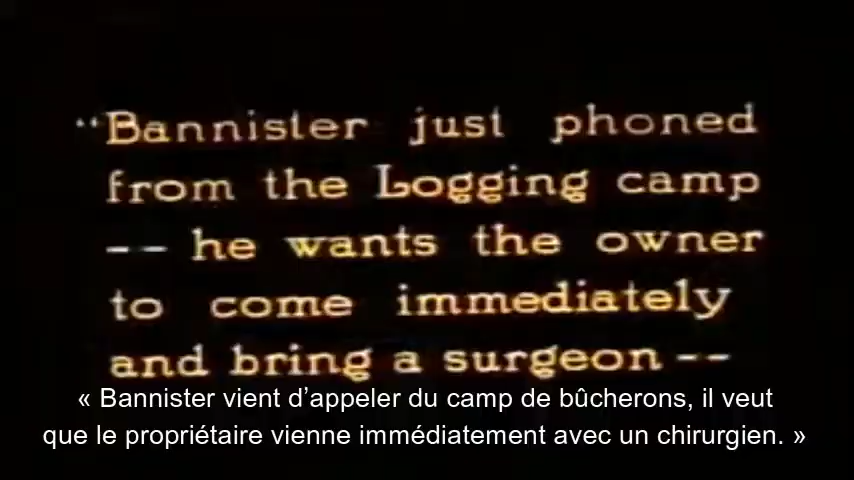 “Bannister just phoned
from the Logging camp
-- he wants the owner
to come immediately
and bring a surgeon --
« Bannister vient d’appeler du camp de bûcherons, il veut
que le propriétaire vienne immédiatement avec un chirurgien. »